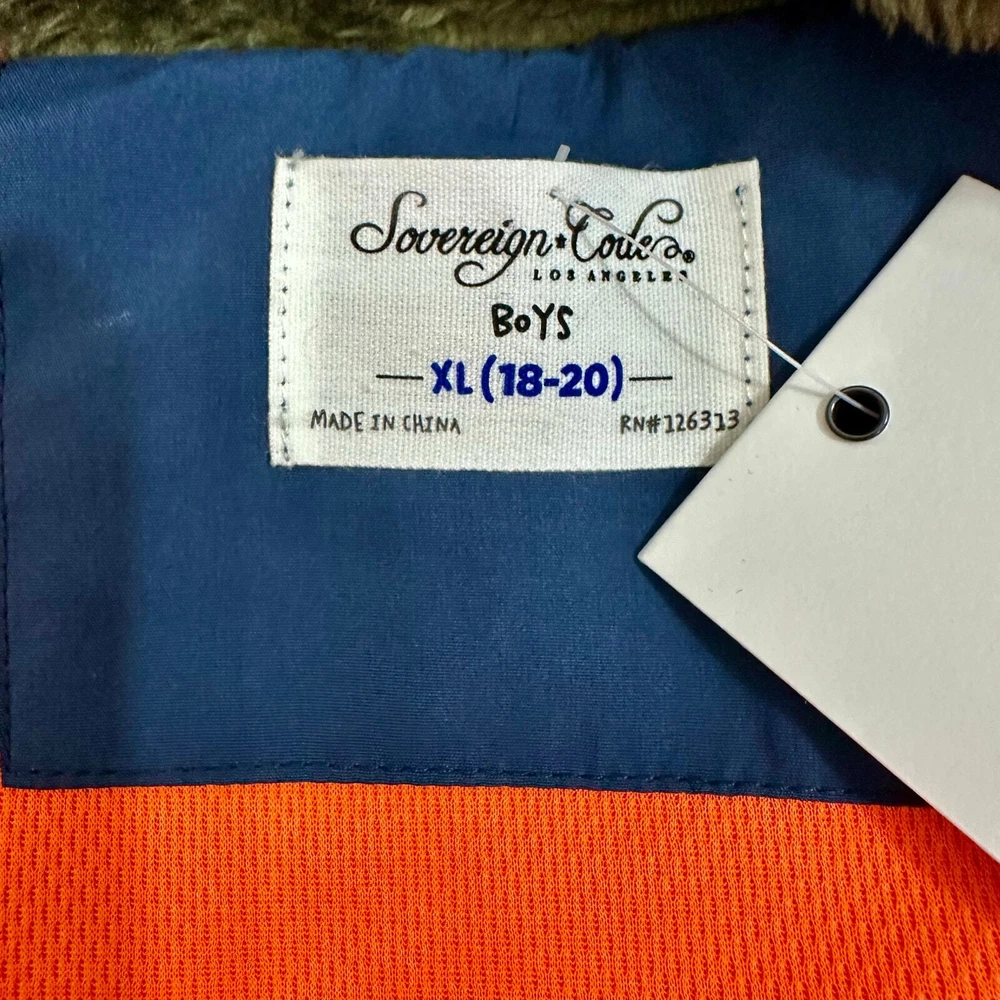 Sovereign★Code®
LOS ANGELES
BOYS
XL (18-20)
MADE IN CHINA RN#126313